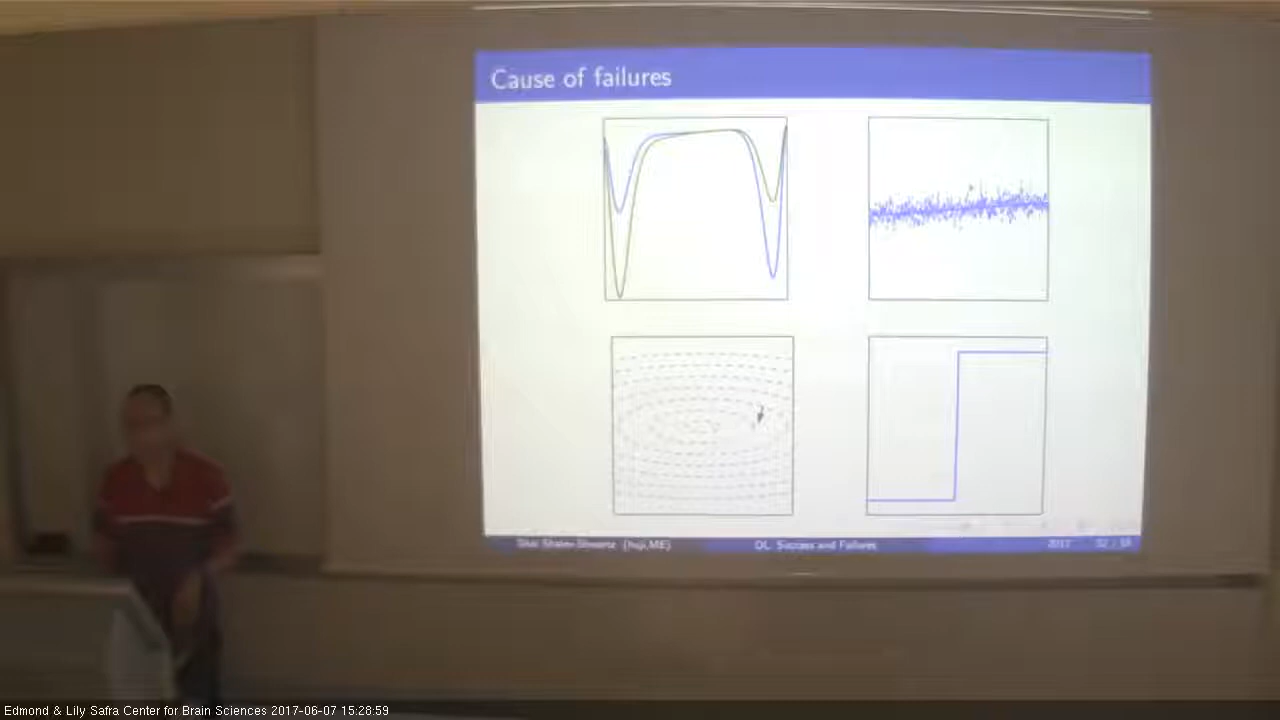 Cause of failures
Shai Shalev-Shwartz (huji,ME)
DL: Success and Failures
2017
Edmond & Lily Safra Center for Brain Sciences 2017-06-07 15:28:59